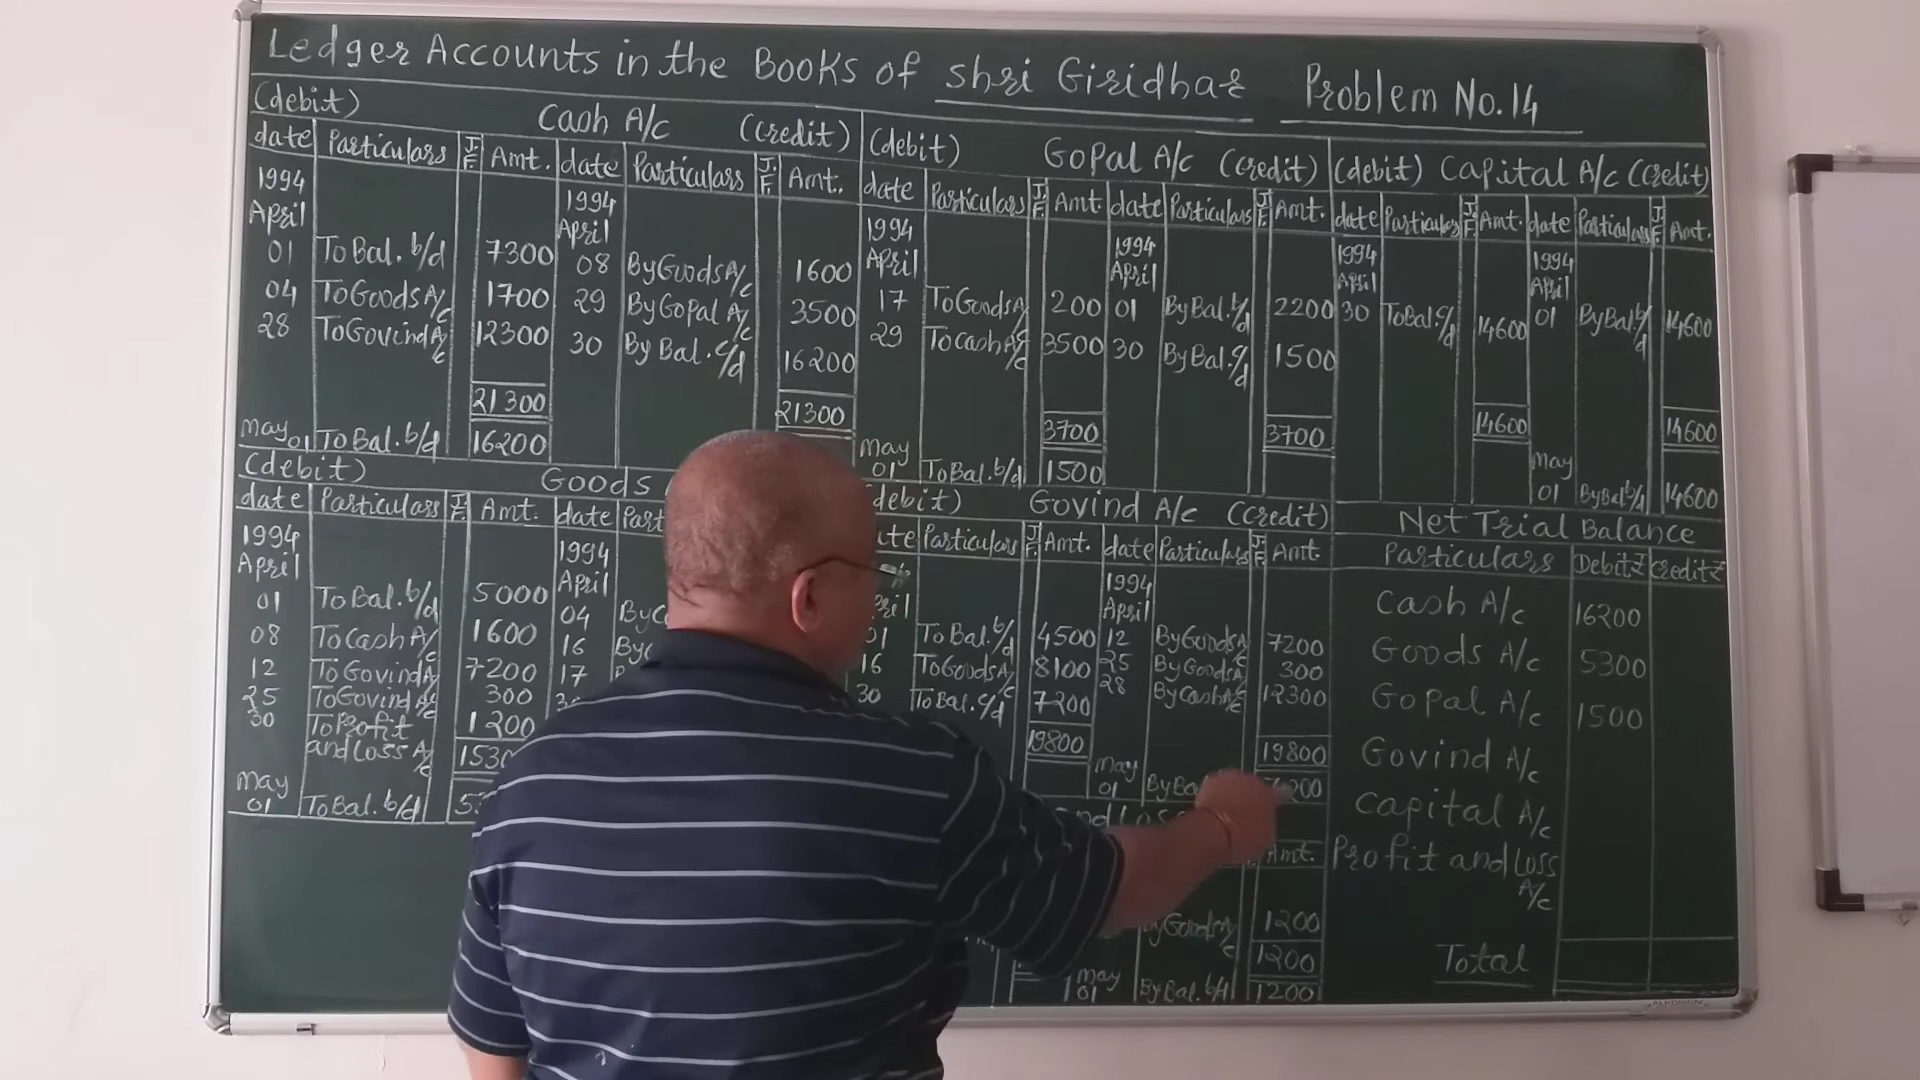 Ledger Accounts in the Books of Shri Giridhar Problem No.14
(debit) Cash A/c (credit)
date Particulars J.F. Amt. date Particulars J.F. Amt.
1994 1994
April April
01 To Bal. b/d 7300 08 By Goods A/c 1600
04 To Goods A/c 1700 29 By Gopal A/c 3500
28 To Govind A/c 12300 30 By Bal. c/d 16200
21300 21300
may 01 To Bal. b/d 16200
(debit) Gopal A/c (credit)
date Particulars J.F. Amt date Particulars J.F. Amt.
1994 1994
April April
17 To Goods A/c 200 01 By Bal. b/d 2200
29 To Cash A/c 3500 30 By Bal. c/d 1500
3700 3700
may
01 To Bal. b/d 1500
(debit) Capital A/c (credit)
date Particulars J.F. Amt. date Particulars J.F. Amt.
1994 1994
April April
30 To Bal. c/d 14600 01 By Bal. b/d 14600
14600 14600
may
01 By Bal b/d 14600
(debit) Goods
date Particulars J.F. Amt. date
1994 1994
April April
01 To Bal. b/d 5000 04
08 To Cash A/c 1600 16
12 To Govind A/c 7200 17
25 To Govind A/c 300
30 To Profit 1200
and Loss A/c
may
01 To Bal. b/d
Govind A/c (credit)
Particulars J.F. Amt. date Particulars J.F. Amt.
1994
April
To Bal. b/d 4500 12 By Goods A/c 7200
16 To Goods A/c 8100 25 By Goods A/c 300
30 To Bal. c/d 7200 28 By Cash A/c 12300
19800 19800
may
01 By
Amt.
By Goods A/c 1200
1200
may
01 By Bal. b/d 1200
Net Trial Balance
Particulars Debit ₹ Credit ₹
Cash A/c 16200
Goods A/c 5300
Gopal A/c 1500
Govind A/c
Capital A/c
Profit and Loss
A/c
Total